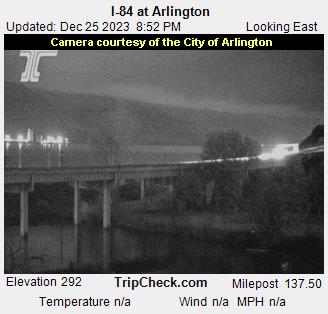 I-84 at Arlington
Updated: Dec 25 2023 8:52 PM Looking East
Camera courtesy of the City of Arlington
Elevation 292 TripCheck.com Milepost 137.50
Temperature n/a Wind n/a MPH n/a